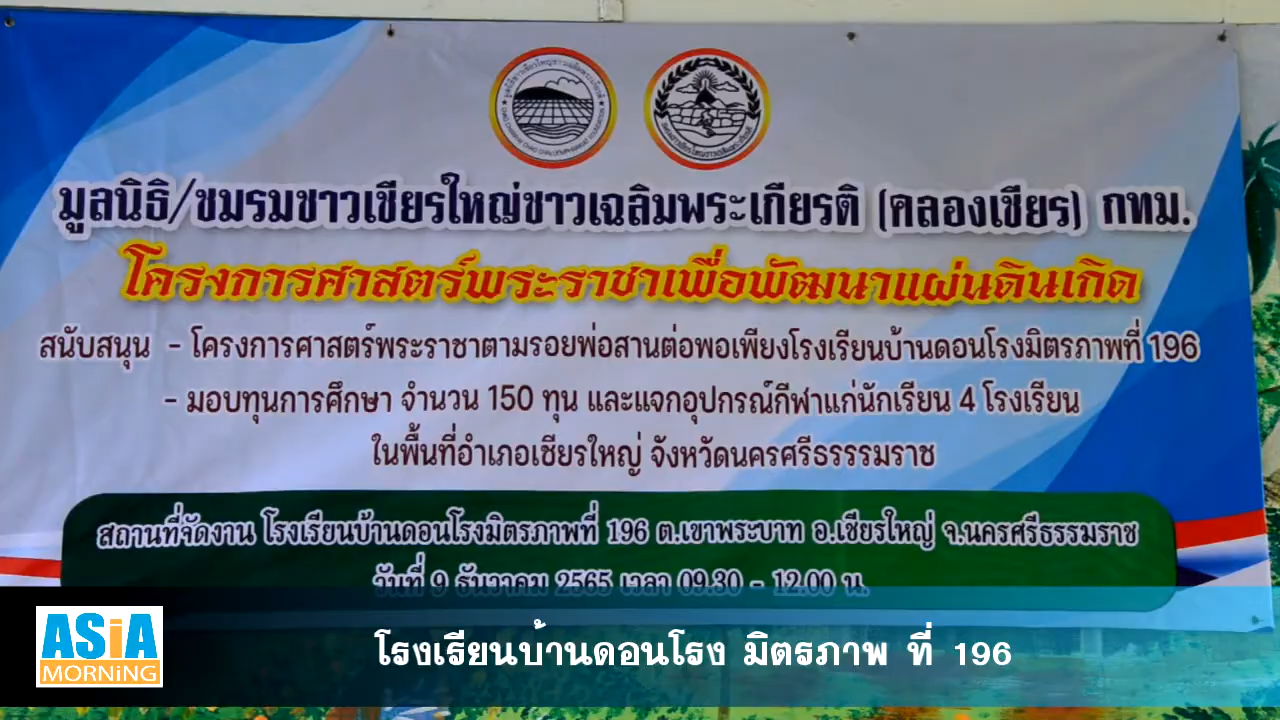 มูลนิธิ/ชมรมชาวเชียรใหญ่ชาวเฉลิมพระเกียรติ (คลองเชียร) กทม.
โครงการศาสตร์พระราชาเพื่อพัฒนาแผ่นดินเกิด
สนับสนุน - โครงการศาสตร์พระราชาตามรอยพ่อสานต่อพอเพียงโรงเรียนบ้านดอนโรงมิตรภาพที่ 196
- มอบทุนการศึกษา จำนวน 150 ทุน และแจกอุปกรณ์กีฬาแก่นักเรียน 4 โรงเรียน
ในพื้นที่อำเภอเชียรใหญ่ จังหวัดนครศรีธรรรมราช
สถานที่จัดงาน โรงเรียนบ้านดอนโรงมิตรภาพที่ 196 ต.เขาพระบาท อ.เชียรใหญ่ จ.นครศรีธรรมราช
วันที่ 9 ธันวาคม 2565 เวลา 09.30 - 12.00 น.
ASiA
MORNiNG
โรงเรียนบ้านดอนโรง มิตรภาพ ที่ 196